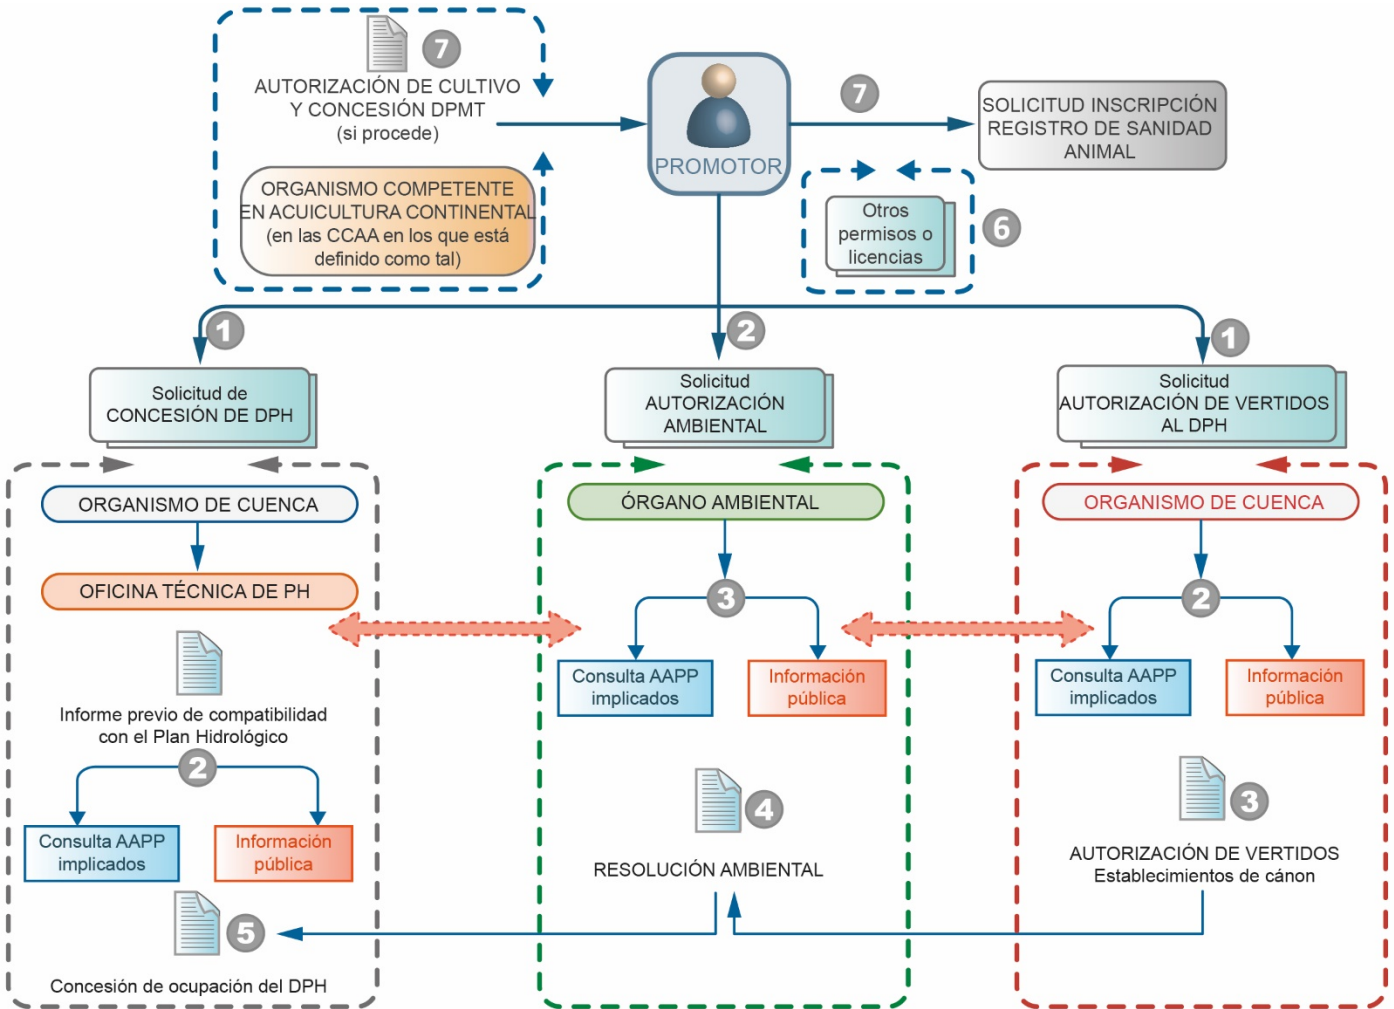 7
AUTORIZACIÓN DE CULTIVO
Y CONCESIÓN DPMT
(si procede)
ORGANISMO COMPETENTE
EN ACUICULTURA CONTINENTAL
(en las CCAA en los que está
definido como tal)
PROMOTOR
7
SOLICITUD INSCRIPCIÓN
REGISTRO DE SANIDAD
ANIMAL
Otros
permisos o
licencias
6
1
Solicitud de
CONCESIÓN DE DPH
2
Solicitud
AUTORIZACIÓN
AMBIENTAL
1
Solicitud
AUTORIZACIÓN DE VERTIDOS
AL DPH
ORGANISMO DE CUENCA
OFICINA TÉCNICA DE PH
Informe previo de compatibilidad
con el Plan Hidrológico
2
Consulta AAPP
implicados
Información
pública
5
Concesión de ocupación del DPH
ÓRGANO AMBIENTAL
3
Consulta AAPP
implicados
Información
pública
4
RESOLUCIÓN AMBIENTAL
ORGANISMO DE CUENCA
2
Consulta AAPP
implicados
Información
pública
3
AUTORIZACIÓN DE VERTIDOS
Establecimientos de cánon